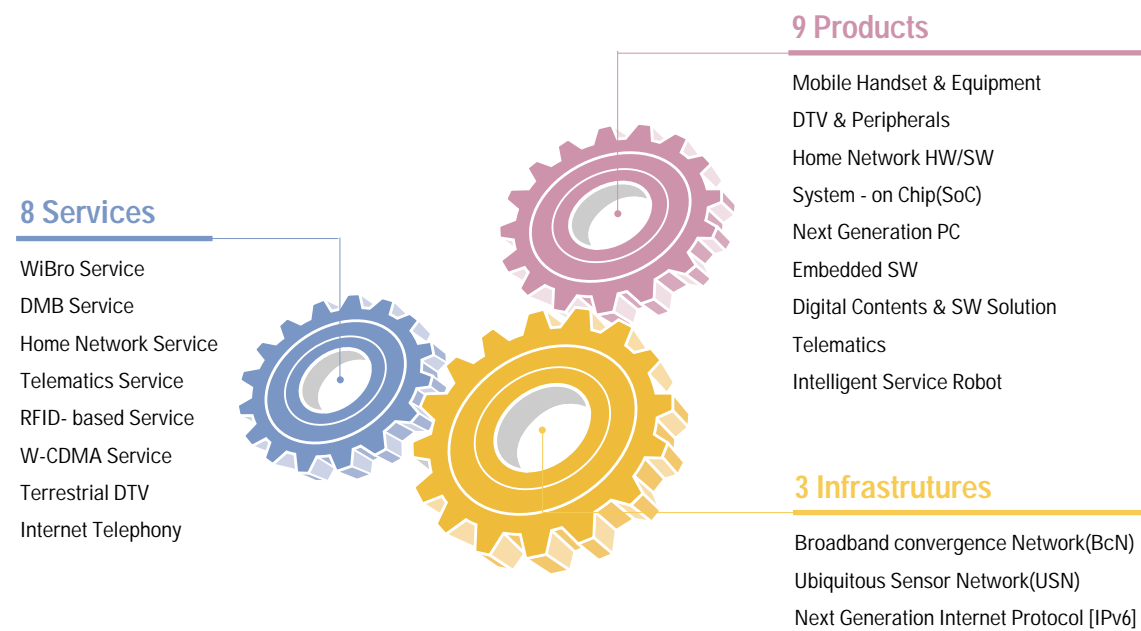 9 Products
Mobile Handset & Equipment
DTV & Peripherals
Home Network HW/SW
System - on Chip(SoC)
Next Generation PC
Embedded SW
Digital Contents & SW Solution
Telematics
Intelligent Service Robot
8 Services
WiBro Service
DMB Service
Home Network Service
Telematics Service
RFID- based Service
W-CDMA Service
Terrestrial DTV
Internet Telephony
3 Infrastrutures
Broadband convergence Network(BcN)
Ubiquitous Sensor Network(USN)
Next Generation Internet Protocol [IPv6]